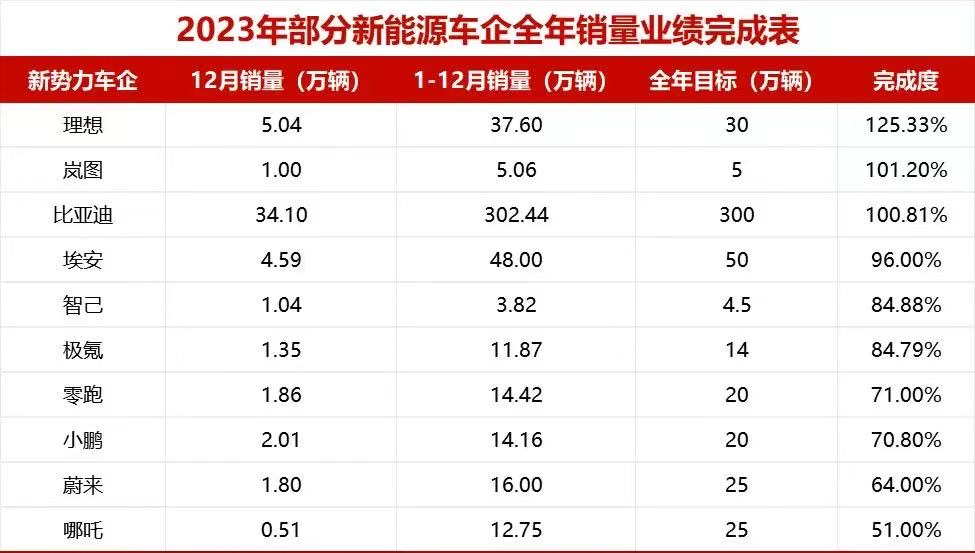 2023年部分新能源车企全年销量业绩完成表
新势力车企 12月销量（万辆） 1-12月销量（万辆） 全年目标（万辆） 完成度
理想 5.04 37.60 30 125.33%
岚图 1.00 5.06 5 101.20%
比亚迪 34.10 302.44 300 100.81%
埃安 4.59 48.00 50 96.00%
智己 1.04 3.82 4.5 84.88%
极氪 1.35 11.87 14 84.79%
零跑 1.86 14.42 20 71.00%
小鹏 2.01 14.16 20 70.80%
蔚来 1.80 16.00 25 64.00%
哪吒 0.51 12.75 25 51.00%